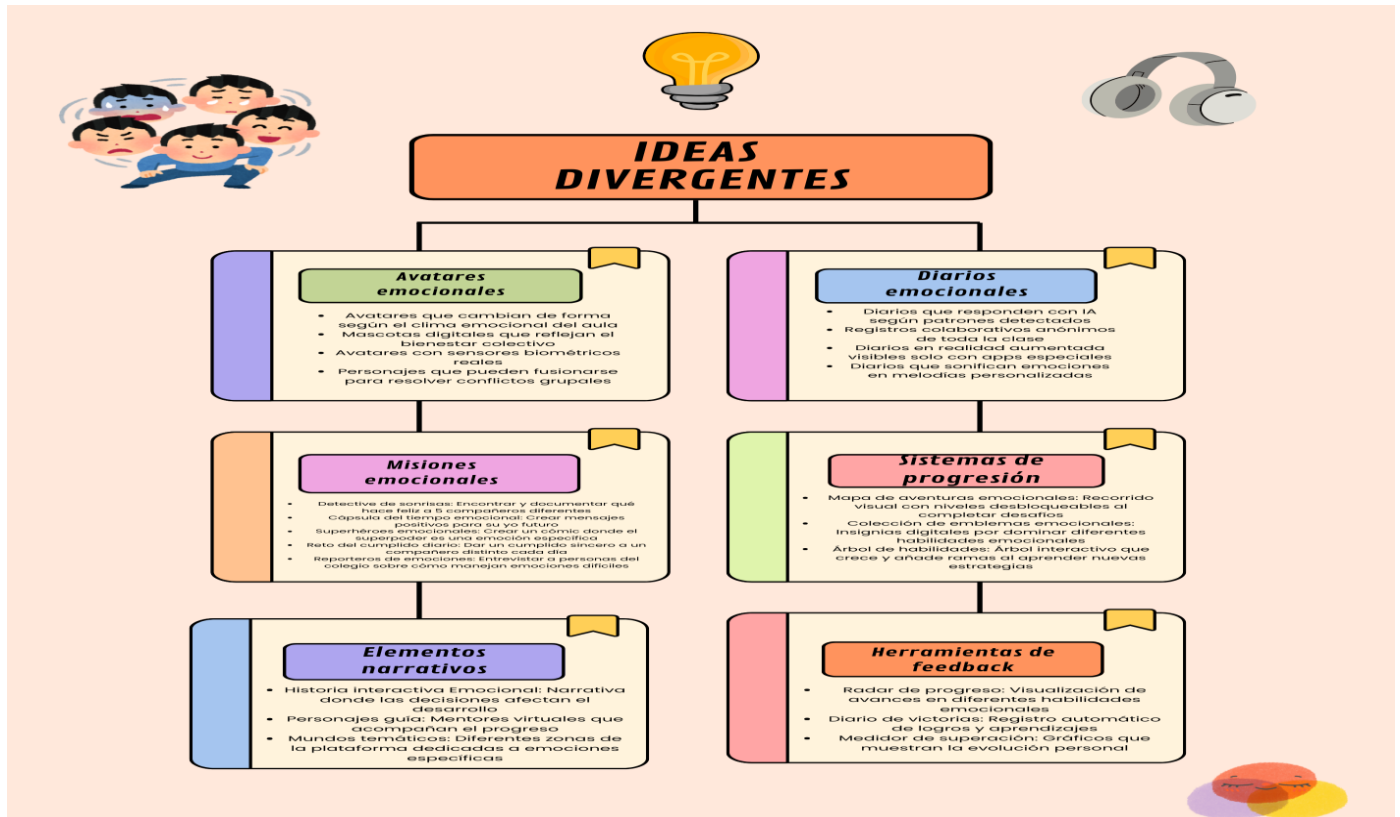 IDEAS
DIVERGENTES
Avatares
emocionales
• Avatares que cambian de forma
según el clima emocional del aula
• Mascotas digitales que reflejan el
bienestar colectivo
• Avatares con sensores biométricos
reales
• Personajes que pueden fusionarse
para resolver conflictos grupales
Diarios
emocionales
• Diarios que responden con IA
según patrones detectados
• Registros colaborativos anónimos
de toda la clase
• Diarios en realidad aumentada
visibles solo con apps especiales
• Diarios que sonifican emociones
en melodías personalizadas
Misiones
emocionales
• Detective de sonrisas: Encontrar y documentar qué
hace feliz a 5 compañeros diferentes
• Cápsula del tiempo emocional: Crear mensajes
positivos para su yo futuro
• Superhéroes emocionales: Crear un cómic donde el
superpoder es una emoción específica
• Reto del cumplido diario: Dar un cumplido sincero a un
compañero distinto cada día
• Reporteros de emociones: Entrevistar a personas del
colegio sobre cómo manejan emociones difíciles
Sistemas de
progresión
• Mapa de aventuras emocionales: Recorrido
visual con niveles desbloqueables al
completar desafíos
• Colección de emblemas emocionales:
Insignias digitales por dominar diferentes
habilidades emocionales
• Árbol de habilidades: Árbol interactivo que
crece y añade ramas al aprender nuevas
estrategias
Elementos
narrativos
• Historia interactiva Emocional: Narrativa
donde las decisiones afectan el
desarrollo
• Personajes guía: Mentores virtuales que
acompañan el progreso
• Mundos temáticos: Diferentes zonas de
la plataforma dedicadas a emociones
específicas
Herramientas de
feedback
• Radar de progreso: Visualización de
avances en diferentes habilidades
emocionales
• Diario de victorias: Registro automático
de logros y aprendizajes
• Medidor de superación: Gráficos que
muestran la evolución personal